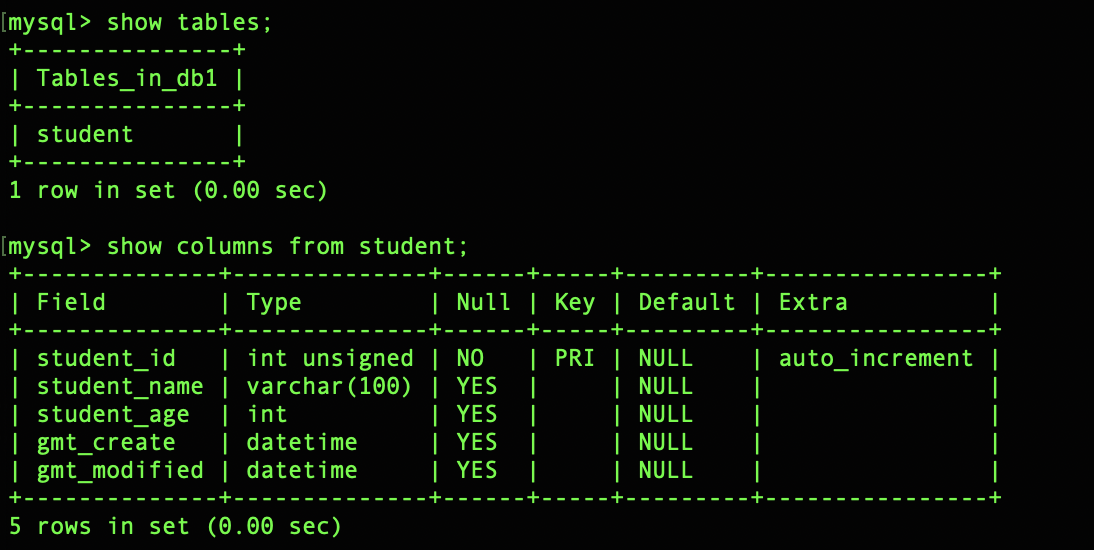 [mysql> show tables;
+---------------+
| Tables_in_db1 |
+---------------+
| student       |
+---------------+
1 row in set (0.00 sec)

[mysql> show columns from student;
+--------------+--------------+------+-----+---------+----------------+
| Field        | Type         | Null | Key | Default | Extra          |
+--------------+--------------+------+-----+---------+----------------+
| student_id   | int unsigned | NO   | PRI | NULL    | auto_increment |
| student_name | varchar(100) | YES  |     | NULL    |                |
| student_age  | int          | YES  |     | NULL    |                |
| gmt_create   | datetime     | YES  |     | NULL    |                |
| gmt_modified | datetime     | YES  |     | NULL    |                |
+--------------+--------------+------+-----+---------+----------------+
5 rows in set (0.00 sec)